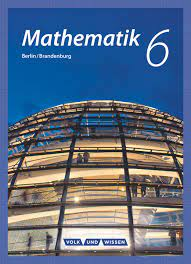 Mathematik 6
Berlin/Brandenburg
VOLK UND WISSEN